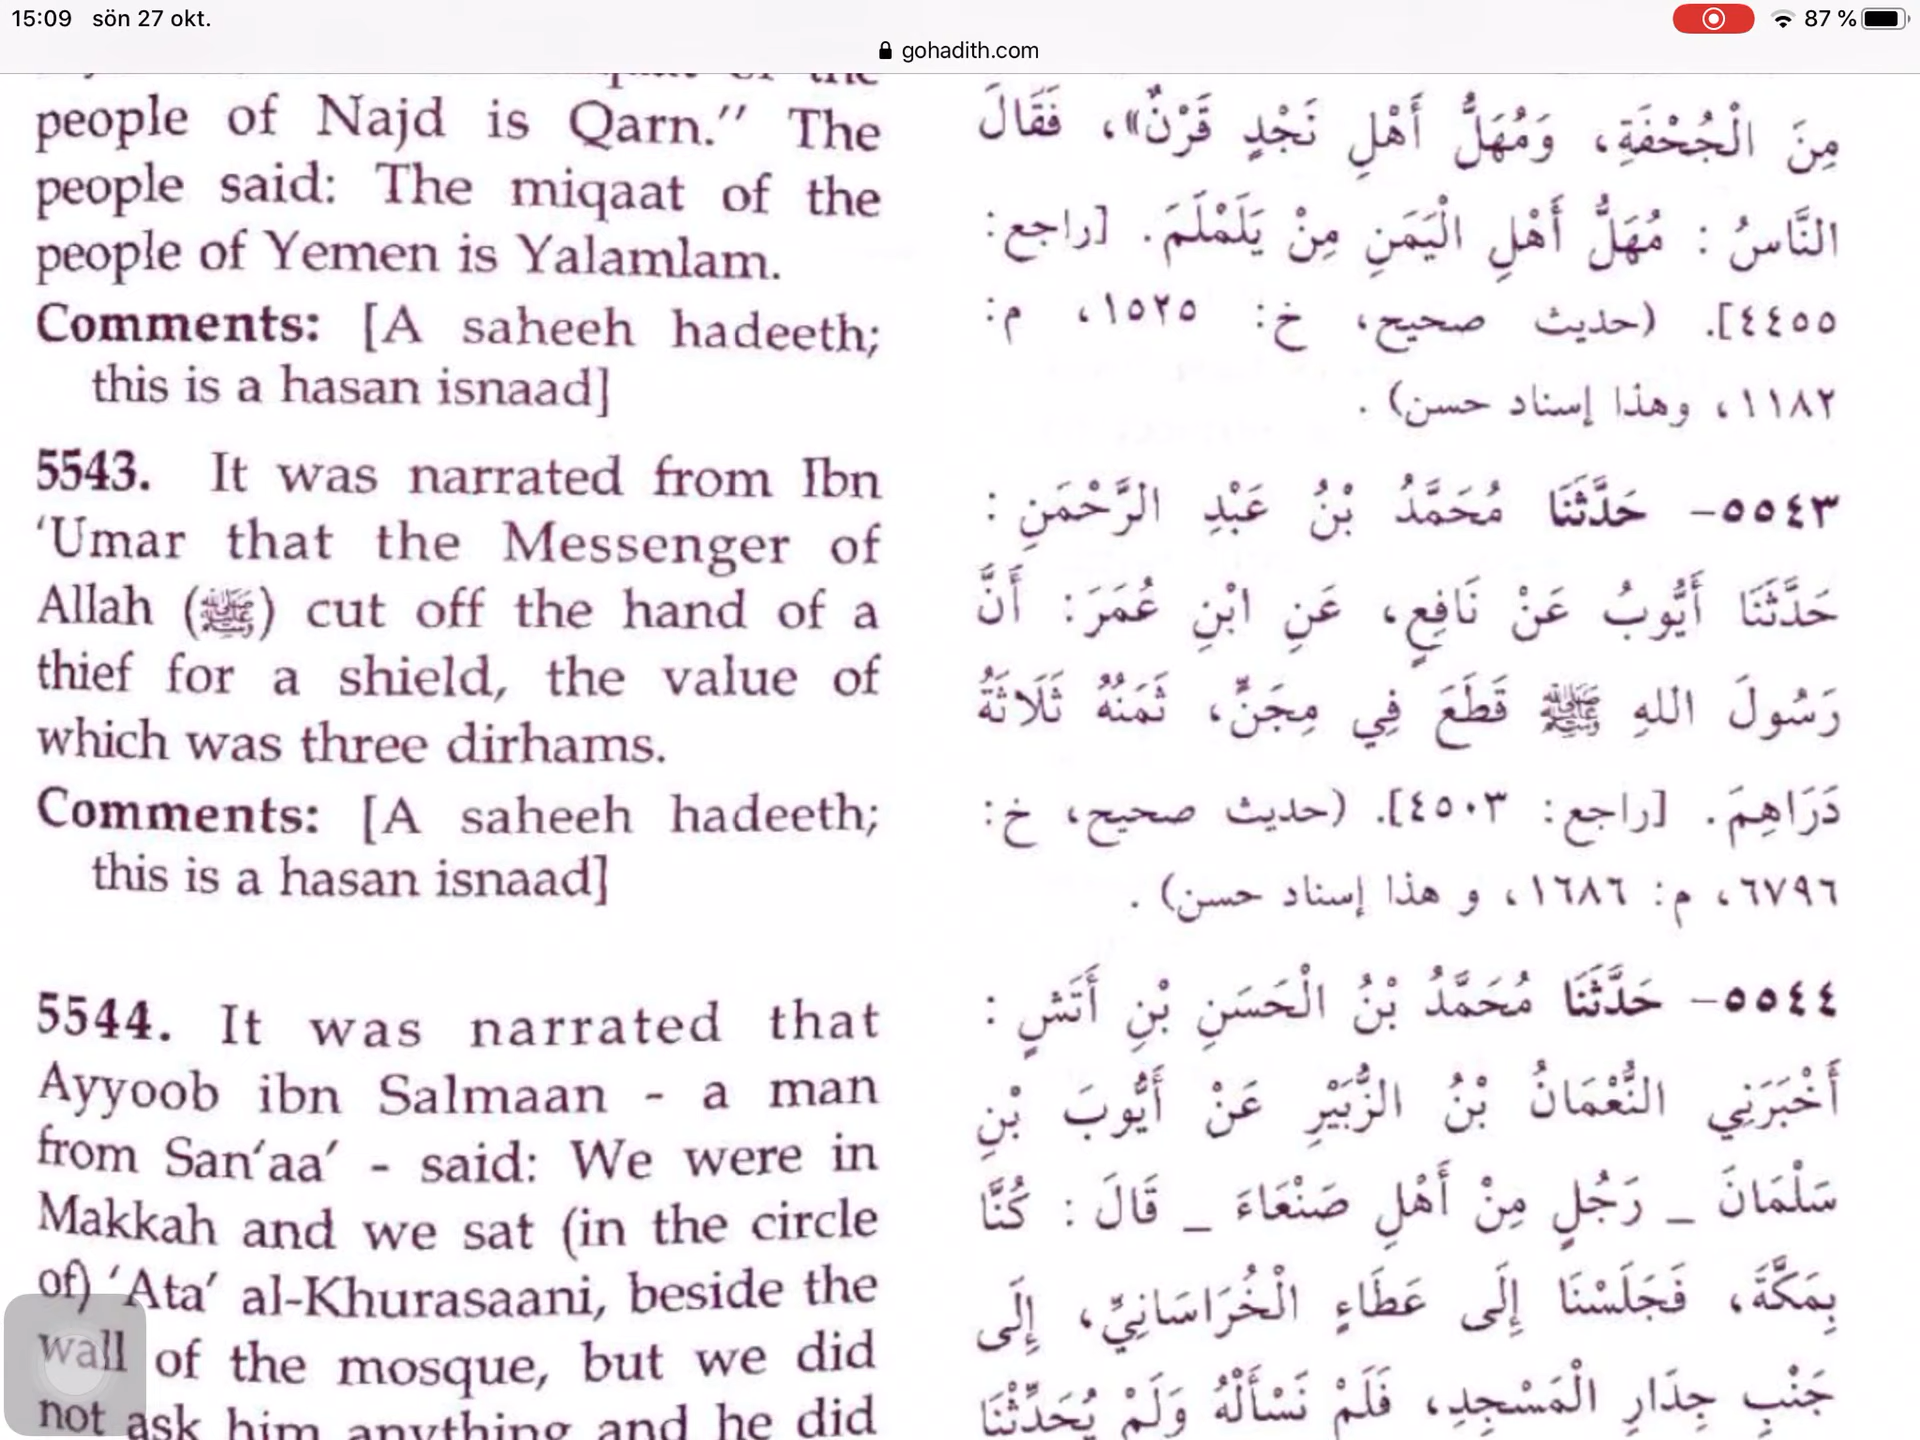 15:09 sön 27 okt.
87 %
gohadith.com
people of Najd is Qarn." The
people said: The miqaat of the
people of Yemen is Yalamlam.
Comments: [A saheeh hadeeth;
this is a hasan isnaad]
5543. It was narrated from Ibn
'Umar that the Messenger of
Allah (ﷺ) cut off the hand of a
thief for a shield, the value of
which was three dirhams.
Comments: [A saheeh hadeeth;
this is a hasan isnaad]
5544. It was narrated that
Ayyoob ibn Salmaan - a man
from San'aa' - said: We were in
Makkah and we sat (in the circle
of) 'Ata' al-Khurasaani, beside the
wall of the mosque, but we did
not ask him anything and he did
مِنَ الْجُحْفَةِ، وَمُهَلُّ أَهْلِ نَجْدٍ قَرْنٌ»، فَقَالَ
النَّاسُ : مُهَلُّ أَهْلِ الْيَمَنِ مِنْ يَلَمْلَمَ. [راجع:
٤٤٥٥]. (حديث صحيح، خ: ١٥٢٥، م:
١١٨٢، وهذا إسناد حسن) .
٥٥٤٣- حَدَّثَنَا مُحَمَّدُ بْنُ عَبْدِ الرَّحْمَنِ :
حَدَّثَنَا أَيُّوبُ عَنْ نَافِعٍ، عَنِ ابْنِ عُمَرَ: أَنَّ
رَسُولَ اللهِ ﷺ قَطَعَ فِي مِجَنٍّ، ثَمَنُهُ ثَلَاثَةُ
دَرَاهِمَ. [راجع: ٤٥٠٣]. (حديث صحيح، خ:
٦٧٩٦، م: ١٦٨٦، و هذا إسناد حسن) .
٥٥٤٤- حَدَّثَنَا مُحَمَّدُ بْنُ الْحَسَنِ بْنِ أَتَشٍ :
أَخْبَرَنِي النُّعْمَانُ بْنُ الزُّبَيْرِ عَنْ أَيُّوبَ بْنِ
سَلْمَانَ _ رَجُلٍ مِنْ أَهْلِ صَنْعَاءَ _ قَالَ : كُنَّا
بِمَكَّةَ، فَجَلَسْنَا إِلَى عَطَاءٍ الْخُرَاسَانِيِّ، إِلَى
جَنْبِ جِدَارِ الْمَسْجِدِ، فَلَمْ نَسْأَلْهُ وَلَمْ يُحَدِّثْنَا